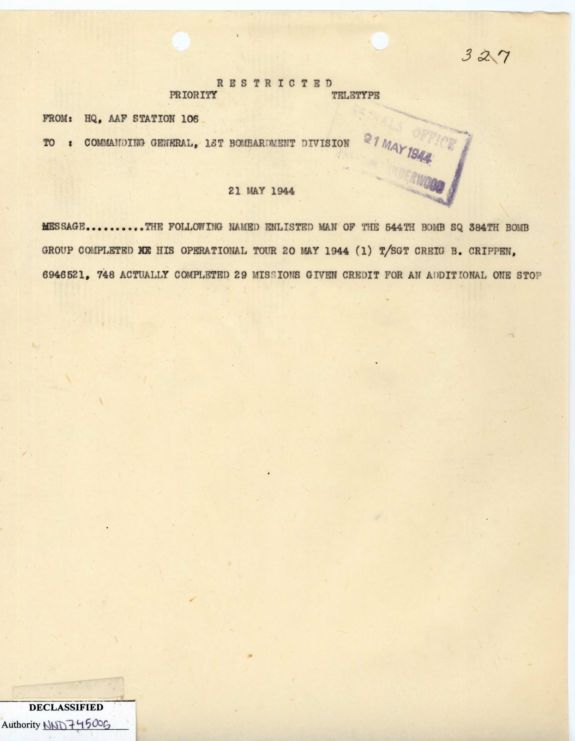 327
RESTRICTED
PRIORITY TELETYPE
FROM: HQ, AAF STATION 106
TO : COMMANDING GENERAL, 1ST BOMBARDMENT DIVISION
OFFICE
21 MAY 1944
21 MAY 1944
MESSAGE..........THE FOLLOWING NAMED ENLISTED MAN OF THE 544TH BOMB SQ 384TH BOMB
GROUP COMPLETED XX HIS OPERATIONAL TOUR 20 MAY 1944 (1) T/SGT CREIG B. CRIPPEN,
6946521, 748 ACTUALLY COMPLETED 29 MISSIONS GIVEN CREDIT FOR AN ADDITIONAL ONE STOP
DECLASSIFIED
Authority NND745005